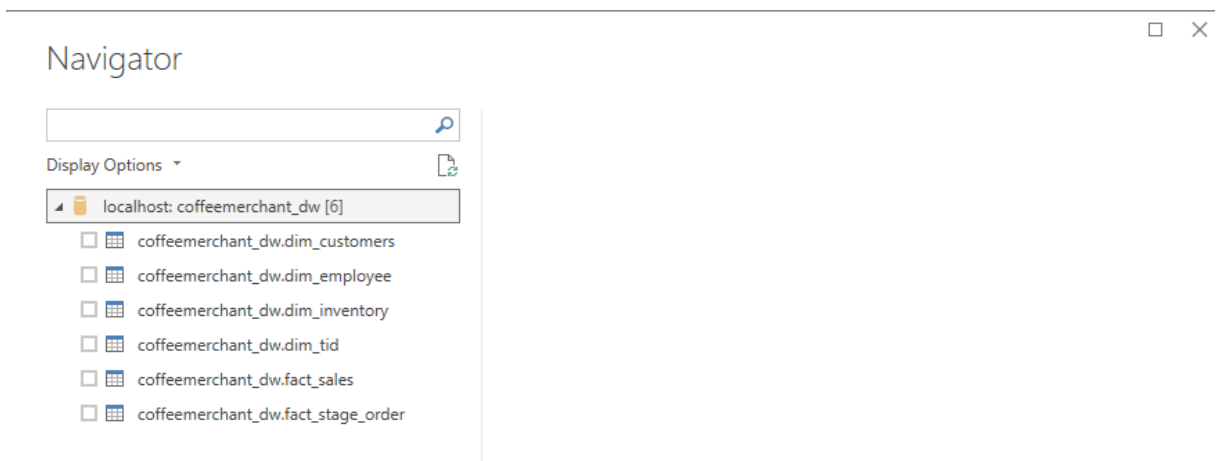 Navigator
Display Options
localhost: coffeemerchant_dw [6]
coffeemerchant_dw.dim_customers
coffeemerchant_dw.dim_employee
coffeemerchant_dw.dim_inventory
coffeemerchant_dw.dim_tid
coffeemerchant_dw.fact_sales
coffeemerchant_dw.fact_stage_order